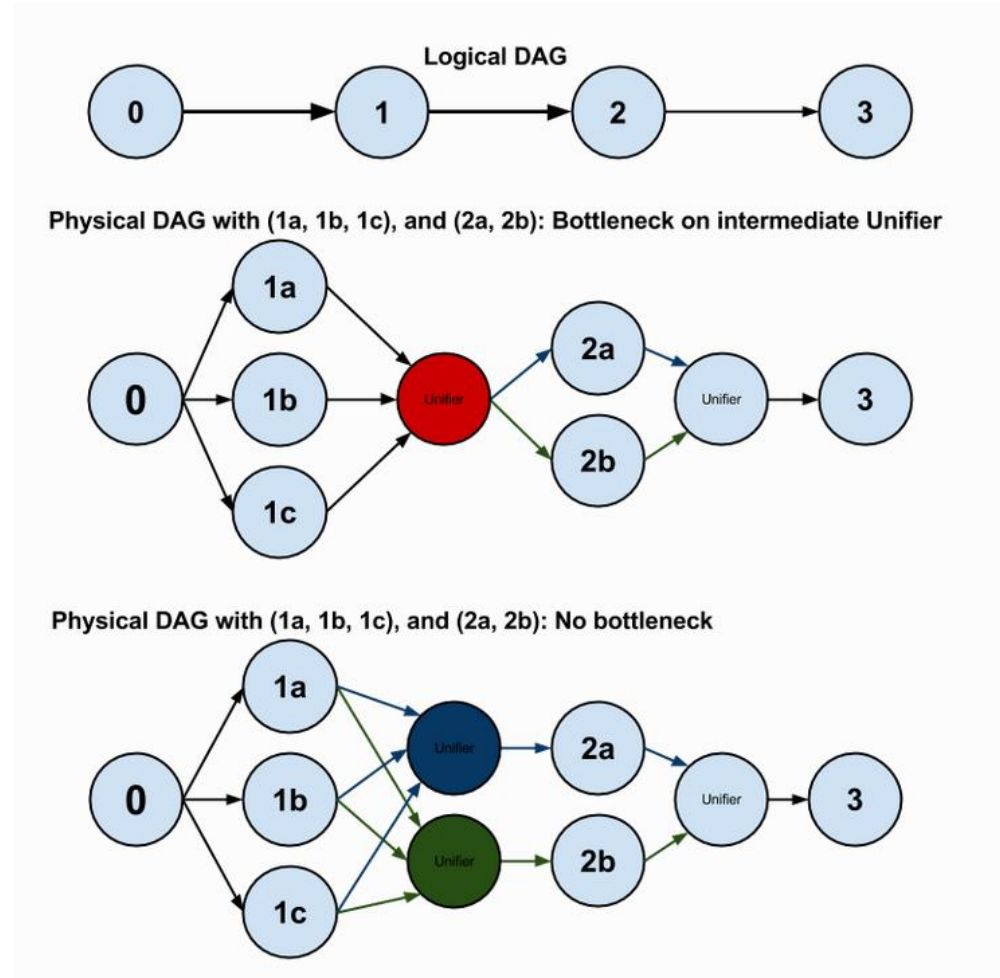 Logical DAG
0
1
2
3
Physical DAG with (1a, 1b, 1c), and (2a, 2b): Bottleneck on intermediate Unifier
1a
0
1b
1c
Unifier
2a
2b
Unifier
3
Physical DAG with (1a, 1b, 1c), and (2a, 2b): No bottleneck
1a
0
1b
1c
Unifier
Unifier
2a
2b
Unifier
3